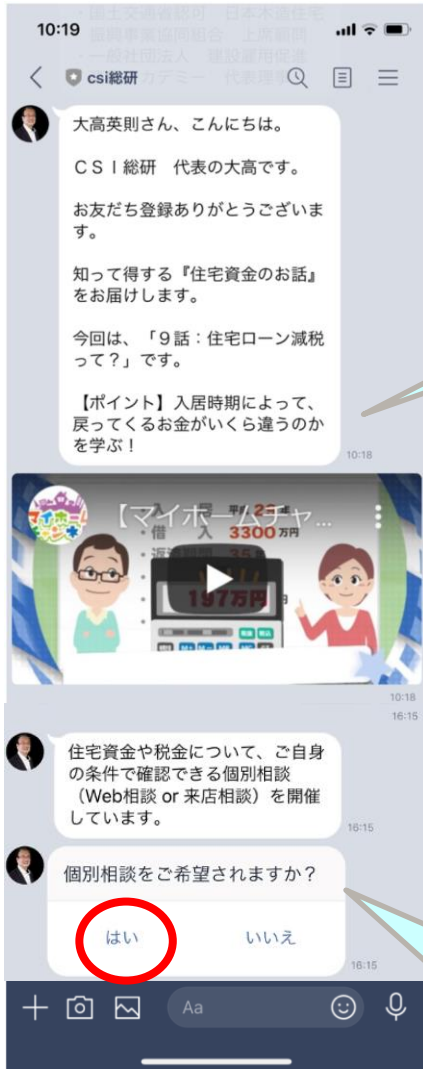 ・国土交通省認可 日本木造住宅
10:19
振興事業協同組合 上席顧問
・一般社団法人 建設雇用促進
csi総研
カデミー 代表理
大高英則さん、こんにちは。
CSI総研 代表の大高です。
お友だち登録ありがとうございま
す。
知って得する『住宅資金のお話』
をお届けします。
今回は、「9話:住宅ローン減税
って?」です。
【ポイント】入居時期によって、
戻ってくるお金がいくら違うのか
を学ぶ!
10:18
マイホーム
チャンネル
【マイホームチャ...
・借 入 3300万円
35
197万円
10:18
16:15
住宅資金や税金について、ご自身
の条件で確認できる個別相談
(Web相談 or 来店相談)を開催
しています。
16:15
個別相談をご希望されますか?
はい いいえ
16:15
Aa